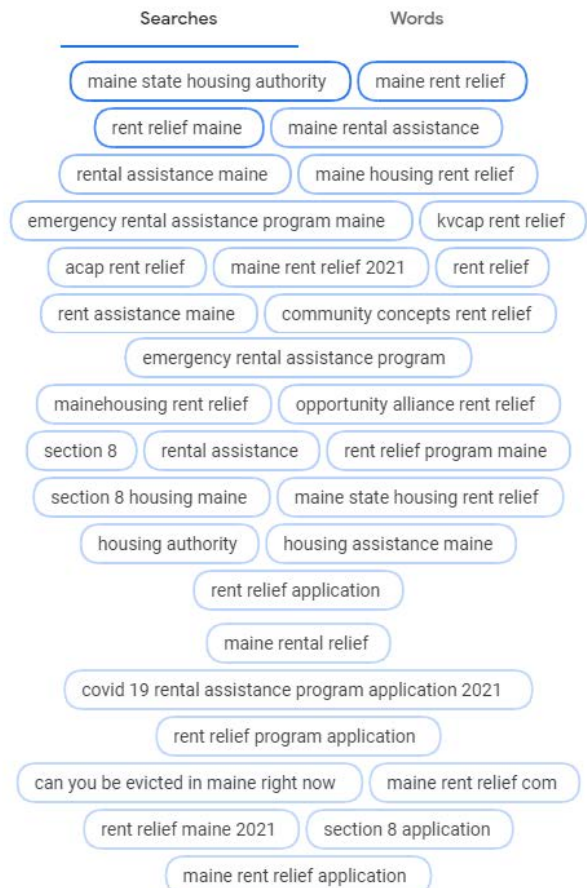 Searches Words
maine state housing authority maine rent relief
rent relief maine maine rental assistance
rental assistance maine maine housing rent relief
emergency rental assistance program maine kvcap rent relief
acap rent relief maine rent relief 2021 rent relief
rent assistance maine community concepts rent relief
emergency rental assistance program
mainehousing rent relief opportunity alliance rent relief
section 8 rental assistance rent relief program maine
section 8 housing maine maine state housing rent relief
housing authority housing assistance maine
rent relief application
maine rental relief
covid 19 rental assistance program application 2021
rent relief program application
can you be evicted in maine right now maine rent relief com
rent relief maine 2021 section 8 application
maine rent relief application